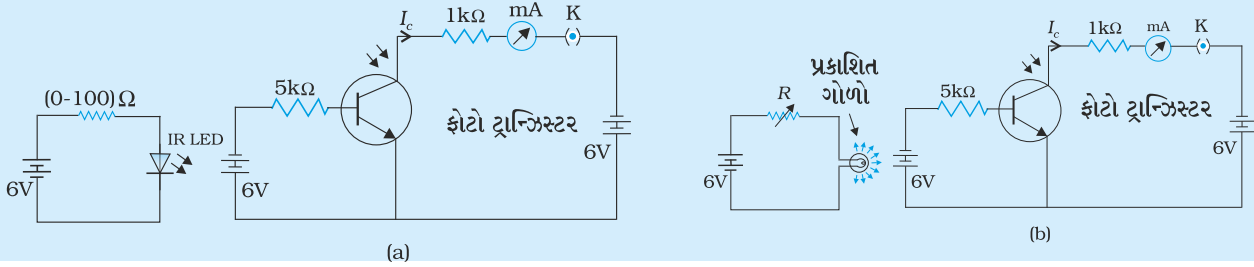 I_c
1kΩ
mA
K
5kΩ
(0-100)Ω
IR LED
ફોટો ટ્રાન્ઝિસ્ટર
6V
6V
6V
(a)
I_c
1kΩ
mA
K
પ્રકાશિત
ગોળો
R
5kΩ
ફોટો ટ્રાન્ઝિસ્ટર
6V
6V
6V
(b)